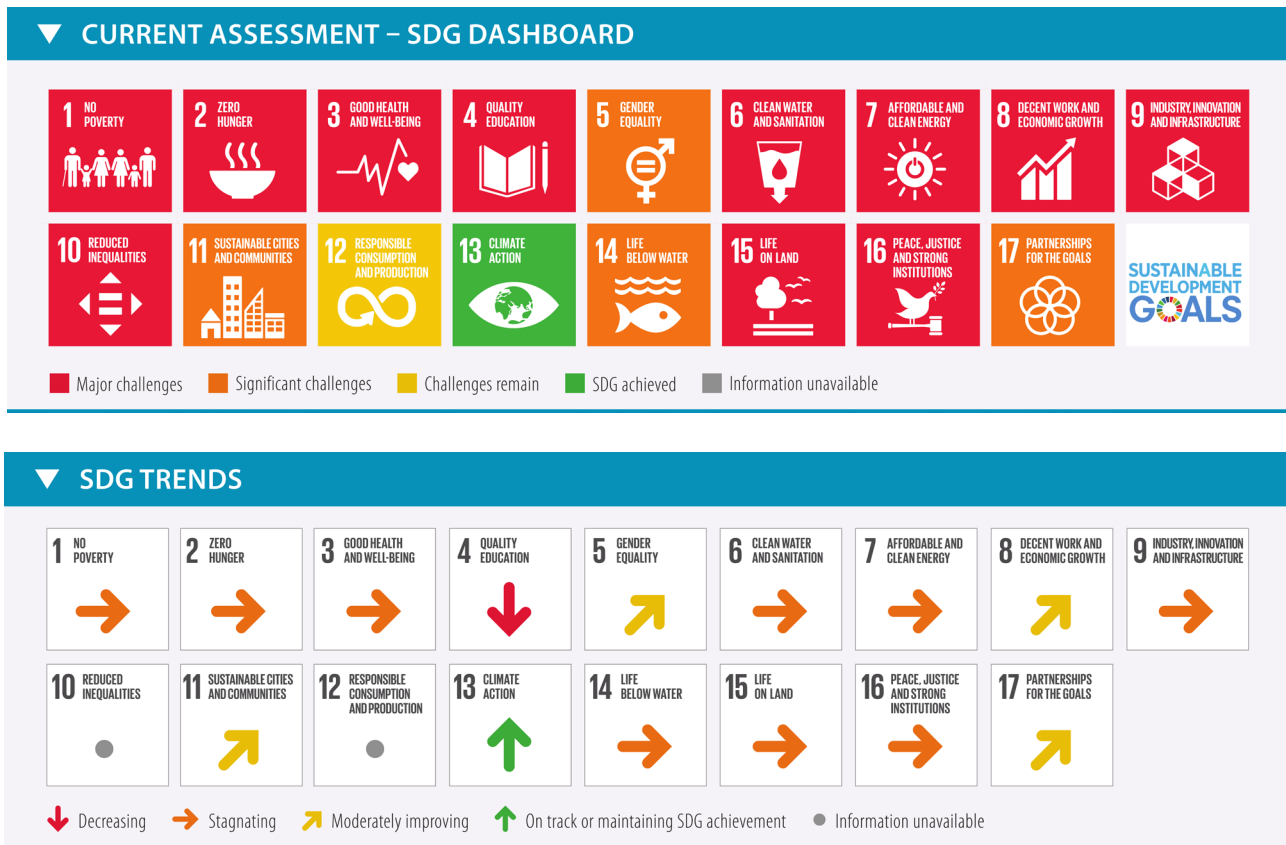 CURRENT ASSESSMENT – SDG DASHBOARD
1 NO
POVERTY
2 ZERO
HUNGER
3 GOOD HEALTH
AND WELL-BEING
4 QUALITY
EDUCATION
5 GENDER
EQUALITY
6 CLEAN WATER
AND SANITATION
7 AFFORDABLE AND
CLEAN ENERGY
8 DECENT WORK AND
ECONOMIC GROWTH
9 INDUSTRY, INNOVATION
AND INFRASTRUCTURE
10 REDUCED
INEQUALITIES
11 SUSTAINABLE CITIES
AND COMMUNITIES
12 RESPONSIBLE
CONSUMPTION
AND PRODUCTION
13 CLIMATE
ACTION
14 LIFE
BELOW WATER
15 LIFE
ON LAND
16 PEACE, JUSTICE
AND STRONG
INSTITUTIONS
17 PARTNERSHIPS
FOR THE GOALS
SUSTAINABLE
DEVELOPMENT
GOALS
Major challenges
Significant challenges
Challenges remain
SDG achieved
Information unavailable
SDG TRENDS
1 NO
POVERTY
2 ZERO
HUNGER
3 GOOD HEALTH
AND WELL-BEING
4 QUALITY
EDUCATION
5 GENDER
EQUALITY
6 CLEAN WATER
AND SANITATION
7 AFFORDABLE AND
CLEAN ENERGY
8 DECENT WORK AND
ECONOMIC GROWTH
9 INDUSTRY, INNOVATION
AND INFRASTRUCTURE
10 REDUCED
INEQUALITIES
11 SUSTAINABLE CITIES
AND COMMUNITIES
12 RESPONSIBLE
CONSUMPTION
AND PRODUCTION
13 CLIMATE
ACTION
14 LIFE
BELOW WATER
15 LIFE
ON LAND
16 PEACE, JUSTICE
AND STRONG
INSTITUTIONS
17 PARTNERSHIPS
FOR THE GOALS
Decreasing
Stagnating
Moderately improving
On track or maintaining SDG achievement
Information unavailable